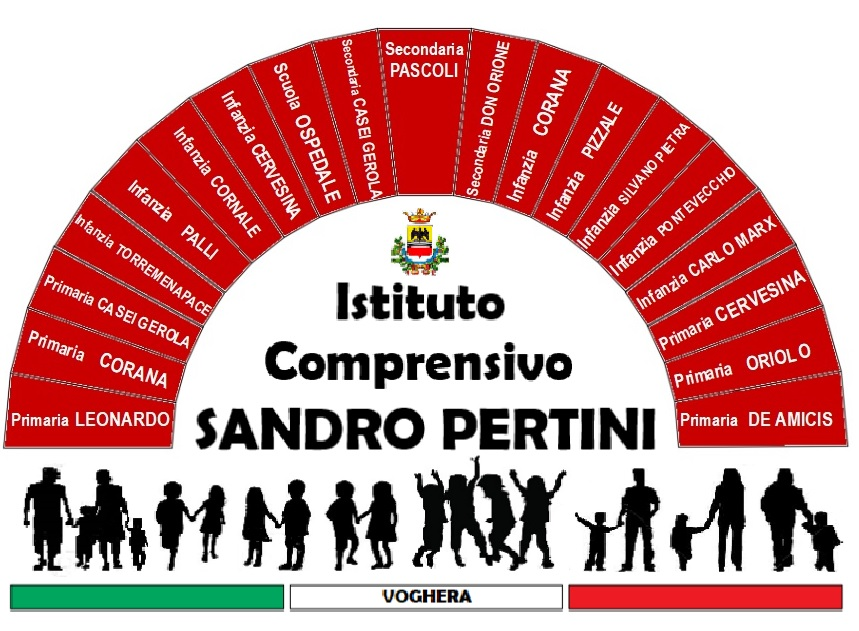 Primaria LEONARDO
Primaria CORANA
Primaria CASEI GEROLA
Infanzia TORREMENAPACE
Infanzia PALLI
Infanzia CORNALE
Infanzia CERVESINA
Scuola OSPEDALE
Secondaria CASEI GEROLA
Secondaria
PASCOLI
Secondaria DON ORIONE
Infanzia CORANA
Infanzia PIZZALE
Infanzia SILVANO PIETRA
Infanzia PONTEVECCHIO
Infanzia CARLO MARX
Primaria CERVESINA
Primaria ORIOLO
Primaria DE AMICIS
Istituto
Comprensivo
SANDRO PERTINI
VOGHERA